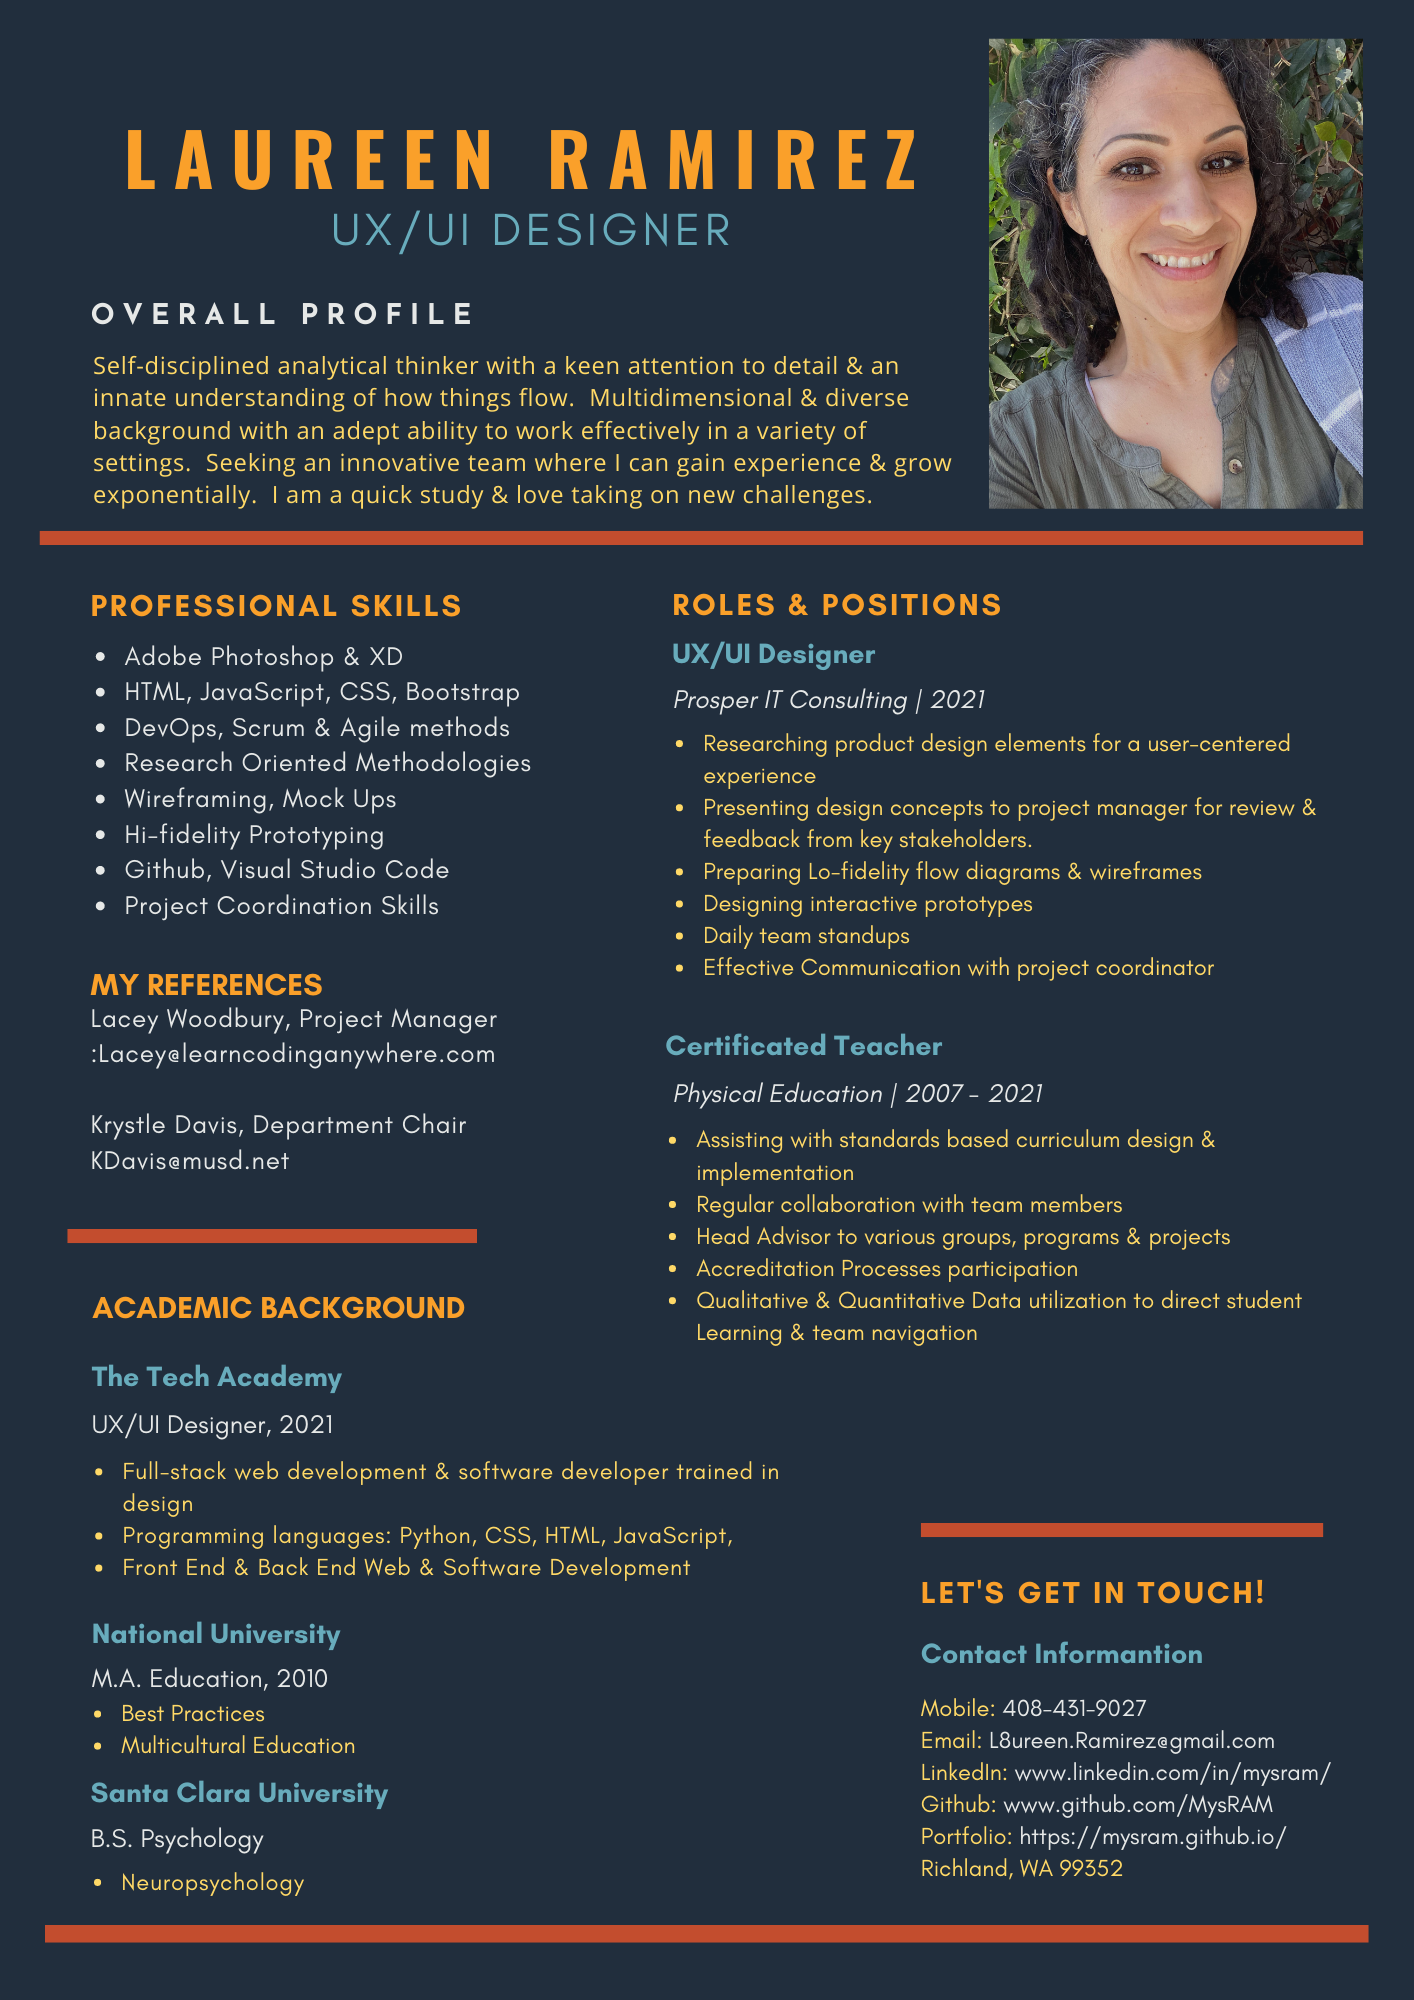 LAUREEN RAMIREZ
UX/UI DESIGNER
OVERALL PROFILE
Self-disciplined analytical thinker with a keen attention to detail & an
innate understanding of how things flow.  Multidimensional & diverse
background with an adept ability to work effectively in a variety of
settings.  Seeking an innovative team where I can gain experience & grow
exponentially.  I am a quick study & love taking on new challenges.
PROFESSIONAL SKILLS
• Adobe Photoshop & XD
• HTML, JavaScript, CSS, Bootstrap
• DevOps, Scrum & Agile methods
• Research Oriented Methodologies
• Wireframing, Mock Ups
• Hi-fidelity Prototyping
• Github, Visual Studio Code
• Project Coordination Skills
MY REFERENCES
Lacey Woodbury, Project Manager
:Lacey@learncodinganywhere.com
Krystle Davis, Department Chair
KDavis@musd.net
ROLES & POSITIONS
UX/UI Designer
Prosper IT Consulting | 2021
• Researching product design elements for a user-centered
experience
• Presenting design concepts to project manager for review &
feedback from key stakeholders.
• Preparing Lo-fidelity flow diagrams & wireframes
• Designing interactive prototypes
• Daily team standups
• Effective Communication with project coordinator
Certificated Teacher
Physical Education | 2007 - 2021
• Assisting with standards based curriculum design &
implementation
• Regular collaboration with team members
• Head Advisor to various groups, programs & projects
• Accreditation Processes participation
• Qualitative & Quantitative Data utilization to direct student
Learning & team navigation
ACADEMIC BACKGROUND
The Tech Academy
UX/UI Designer, 2021
• Full-stack web development & software developer trained in
design
• Programming languages: Python, CSS, HTML, JavaScript,
• Front End & Back End Web & Software Development
National University
M.A. Education, 2010
• Best Practices
• Multicultural Education
Santa Clara University
B.S. Psychology
• Neuropsychology
LET'S GET IN TOUCH!
Contact Informantion
Mobile: 408-431-9027
Email: L8ureen.Ramirez@gmail.com
LinkedIn: www.linkedin.com/in/mysram/
Github: www.github.com/MysRAM
Portfolio: https://mysram.github.io/
Richland, WA 99352